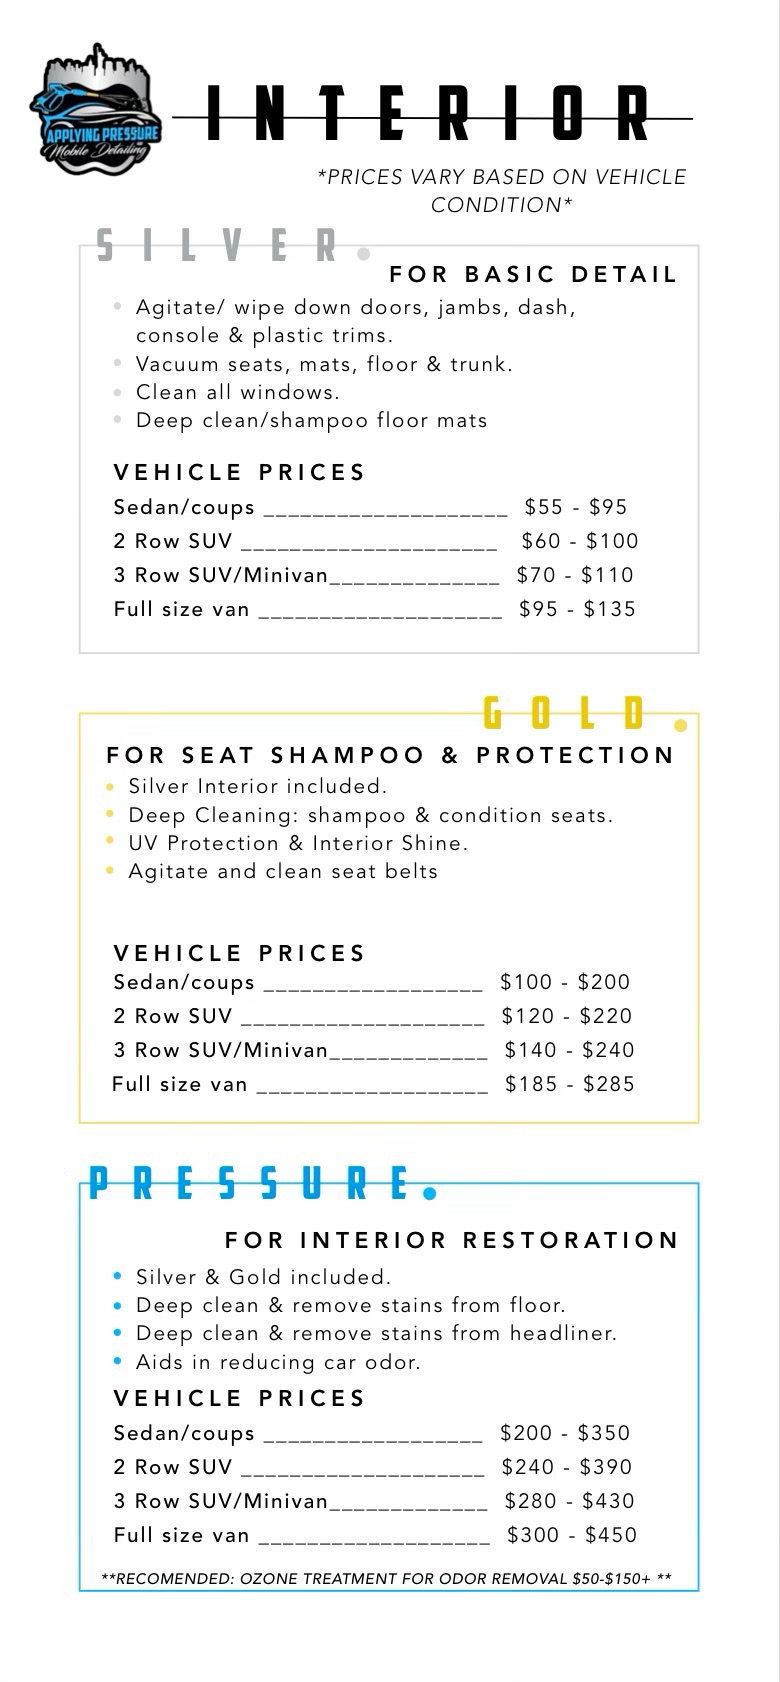 APPLYING PRESSURE
Mobile Detailing
INTERIOR
*PRICES VARY BASED ON VEHICLE
CONDITION*
SILVER.
FOR BASIC DETAIL
• Agitate/ wipe down doors, jambs, dash,
console & plastic trims.
• Vacuum seats, mats, floor & trunk.
• Clean all windows.
• Deep clean/shampoo floor mats
VEHICLE PRICES
Sedan/coups ____________________ $55 - $95
2 Row SUV _____________________ $60 - $100
3 Row SUV/Minivan______________ $70 - $110
Full size van ____________________ $95 - $135
GOLD.
FOR SEAT SHAMPOO & PROTECTION
• Silver Interior included.
• Deep Cleaning: shampoo & condition seats.
• UV Protection & Interior Shine.
• Agitate and clean seat belts
VEHICLE PRICES
Sedan/coups __________________ $100 - $200
2 Row SUV ____________________ $120 - $220
3 Row SUV/Minivan_____________ $140 - $240
Full size van ___________________ $185 - $285
PRESSURE.
FOR INTERIOR RESTORATION
• Silver & Gold included.
• Deep clean & remove stains from floor.
• Deep clean & remove stains from headliner.
• Aids in reducing car odor.
VEHICLE PRICES
Sedan/coups __________________ $200 - $350
2 Row SUV ____________________ $240 - $390
3 Row SUV/Minivan_____________ $280 - $430
Full size van ___________________ $300 - $450
**RECOMENDED: OZONE TREATMENT FOR ODOR REMOVAL $50-$150+ **